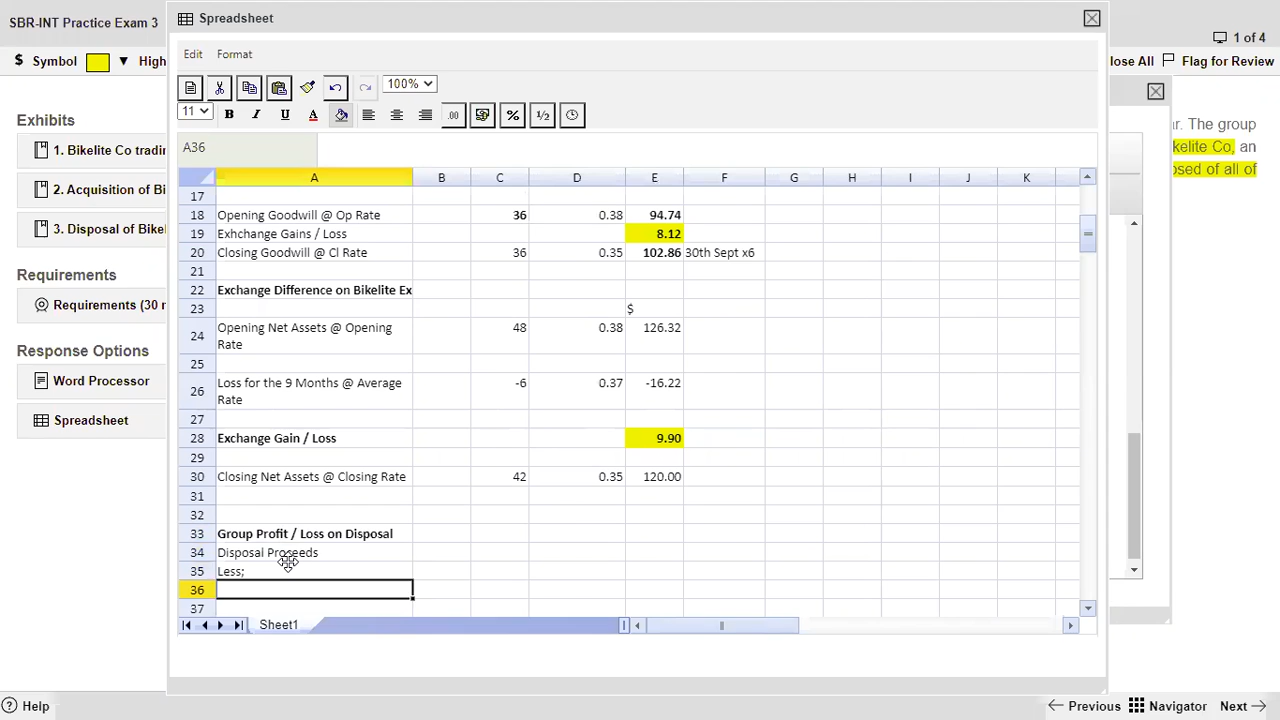 SBR-INT Practice Exam 3
Spreadsheet
1 of 4
$ Symbol
High
lose All
Flag for Review
Edit Format
100%
11
B I U A .00 % 1/2
A36
Exhibits
1. Bikelite Co tradin
2. Acquisition of Bi
3. Disposal of Bikel
Requirements
Requirements (30 r
Response Options
Word Processor
Spreadsheet
r. The group
ikelite Co, an
osed of all of
A B C D E F G H I J K
17
18 Opening Goodwill @ Op Rate 36 0.38 94.74
19 Exhchange Gains / Loss 8.12
20 Closing Goodwill @ Cl Rate 36 0.35 102.86 30th Sept x6
21
22 Exchange Difference on Bikelite Ex
23 $
24 Opening Net Assets @ Opening 48 0.38 126.32
Rate
25
26 Loss for the 9 Months @ Average -6 0.37 -16.22
Rate
27
28 Exchange Gain / Loss 9.90
29
30 Closing Net Assets @ Closing Rate 42 0.35 120.00
31
32
33 Group Profit / Loss on Disposal
34 Disposal Proceeds
35 Less;
36
37
Sheet1
Help
Previous
Navigator
Next